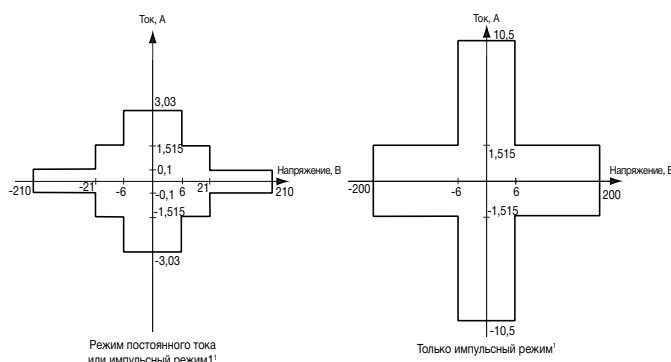 Ток, А
3,03
1,515
0,1
Напряжение, В
-210
-21
-6
6
21
210
-0,1
-1,515
-3,03
Режим постоянного тока
или импульсный режим1¹
Ток, А
10,5
1,515
Напряжение, В
-200
-6
6
200
-1,515
-10,5
Только импульсный режим¹